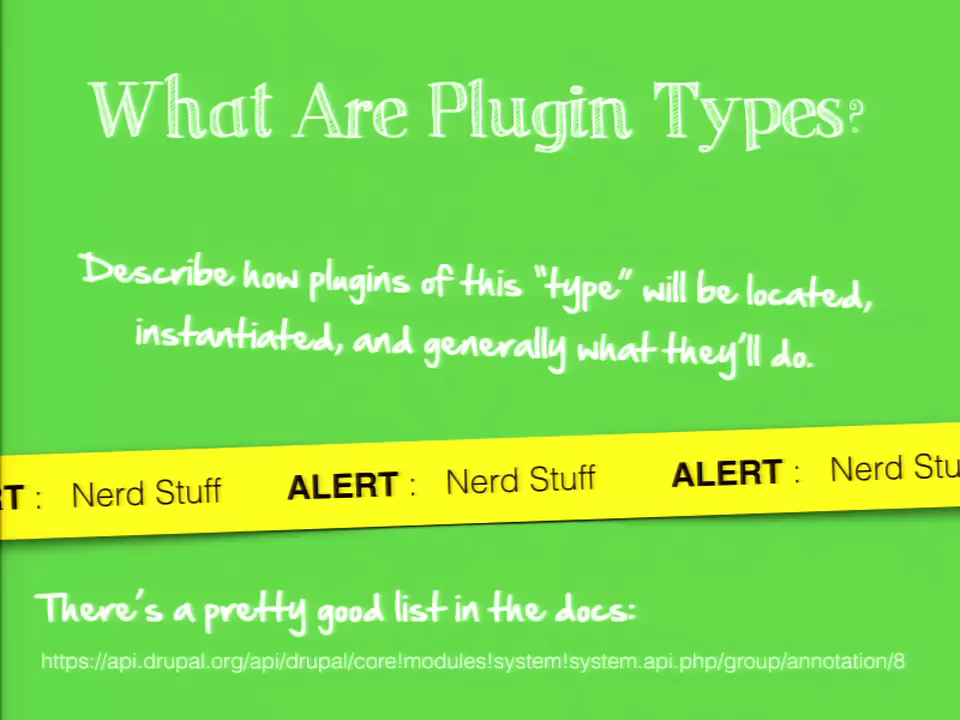 What Are Plugin Types?
Describe how plugins of this “type” will be located,
instantiated, and generally what they’ll do.
RT : Nerd Stuff ALERT : Nerd Stuff ALERT : Nerd Stu
There’s a pretty good list in the docs:
https://api.drupal.org/api/drupal/core!modules!system!system.api.php/group/annotation/8